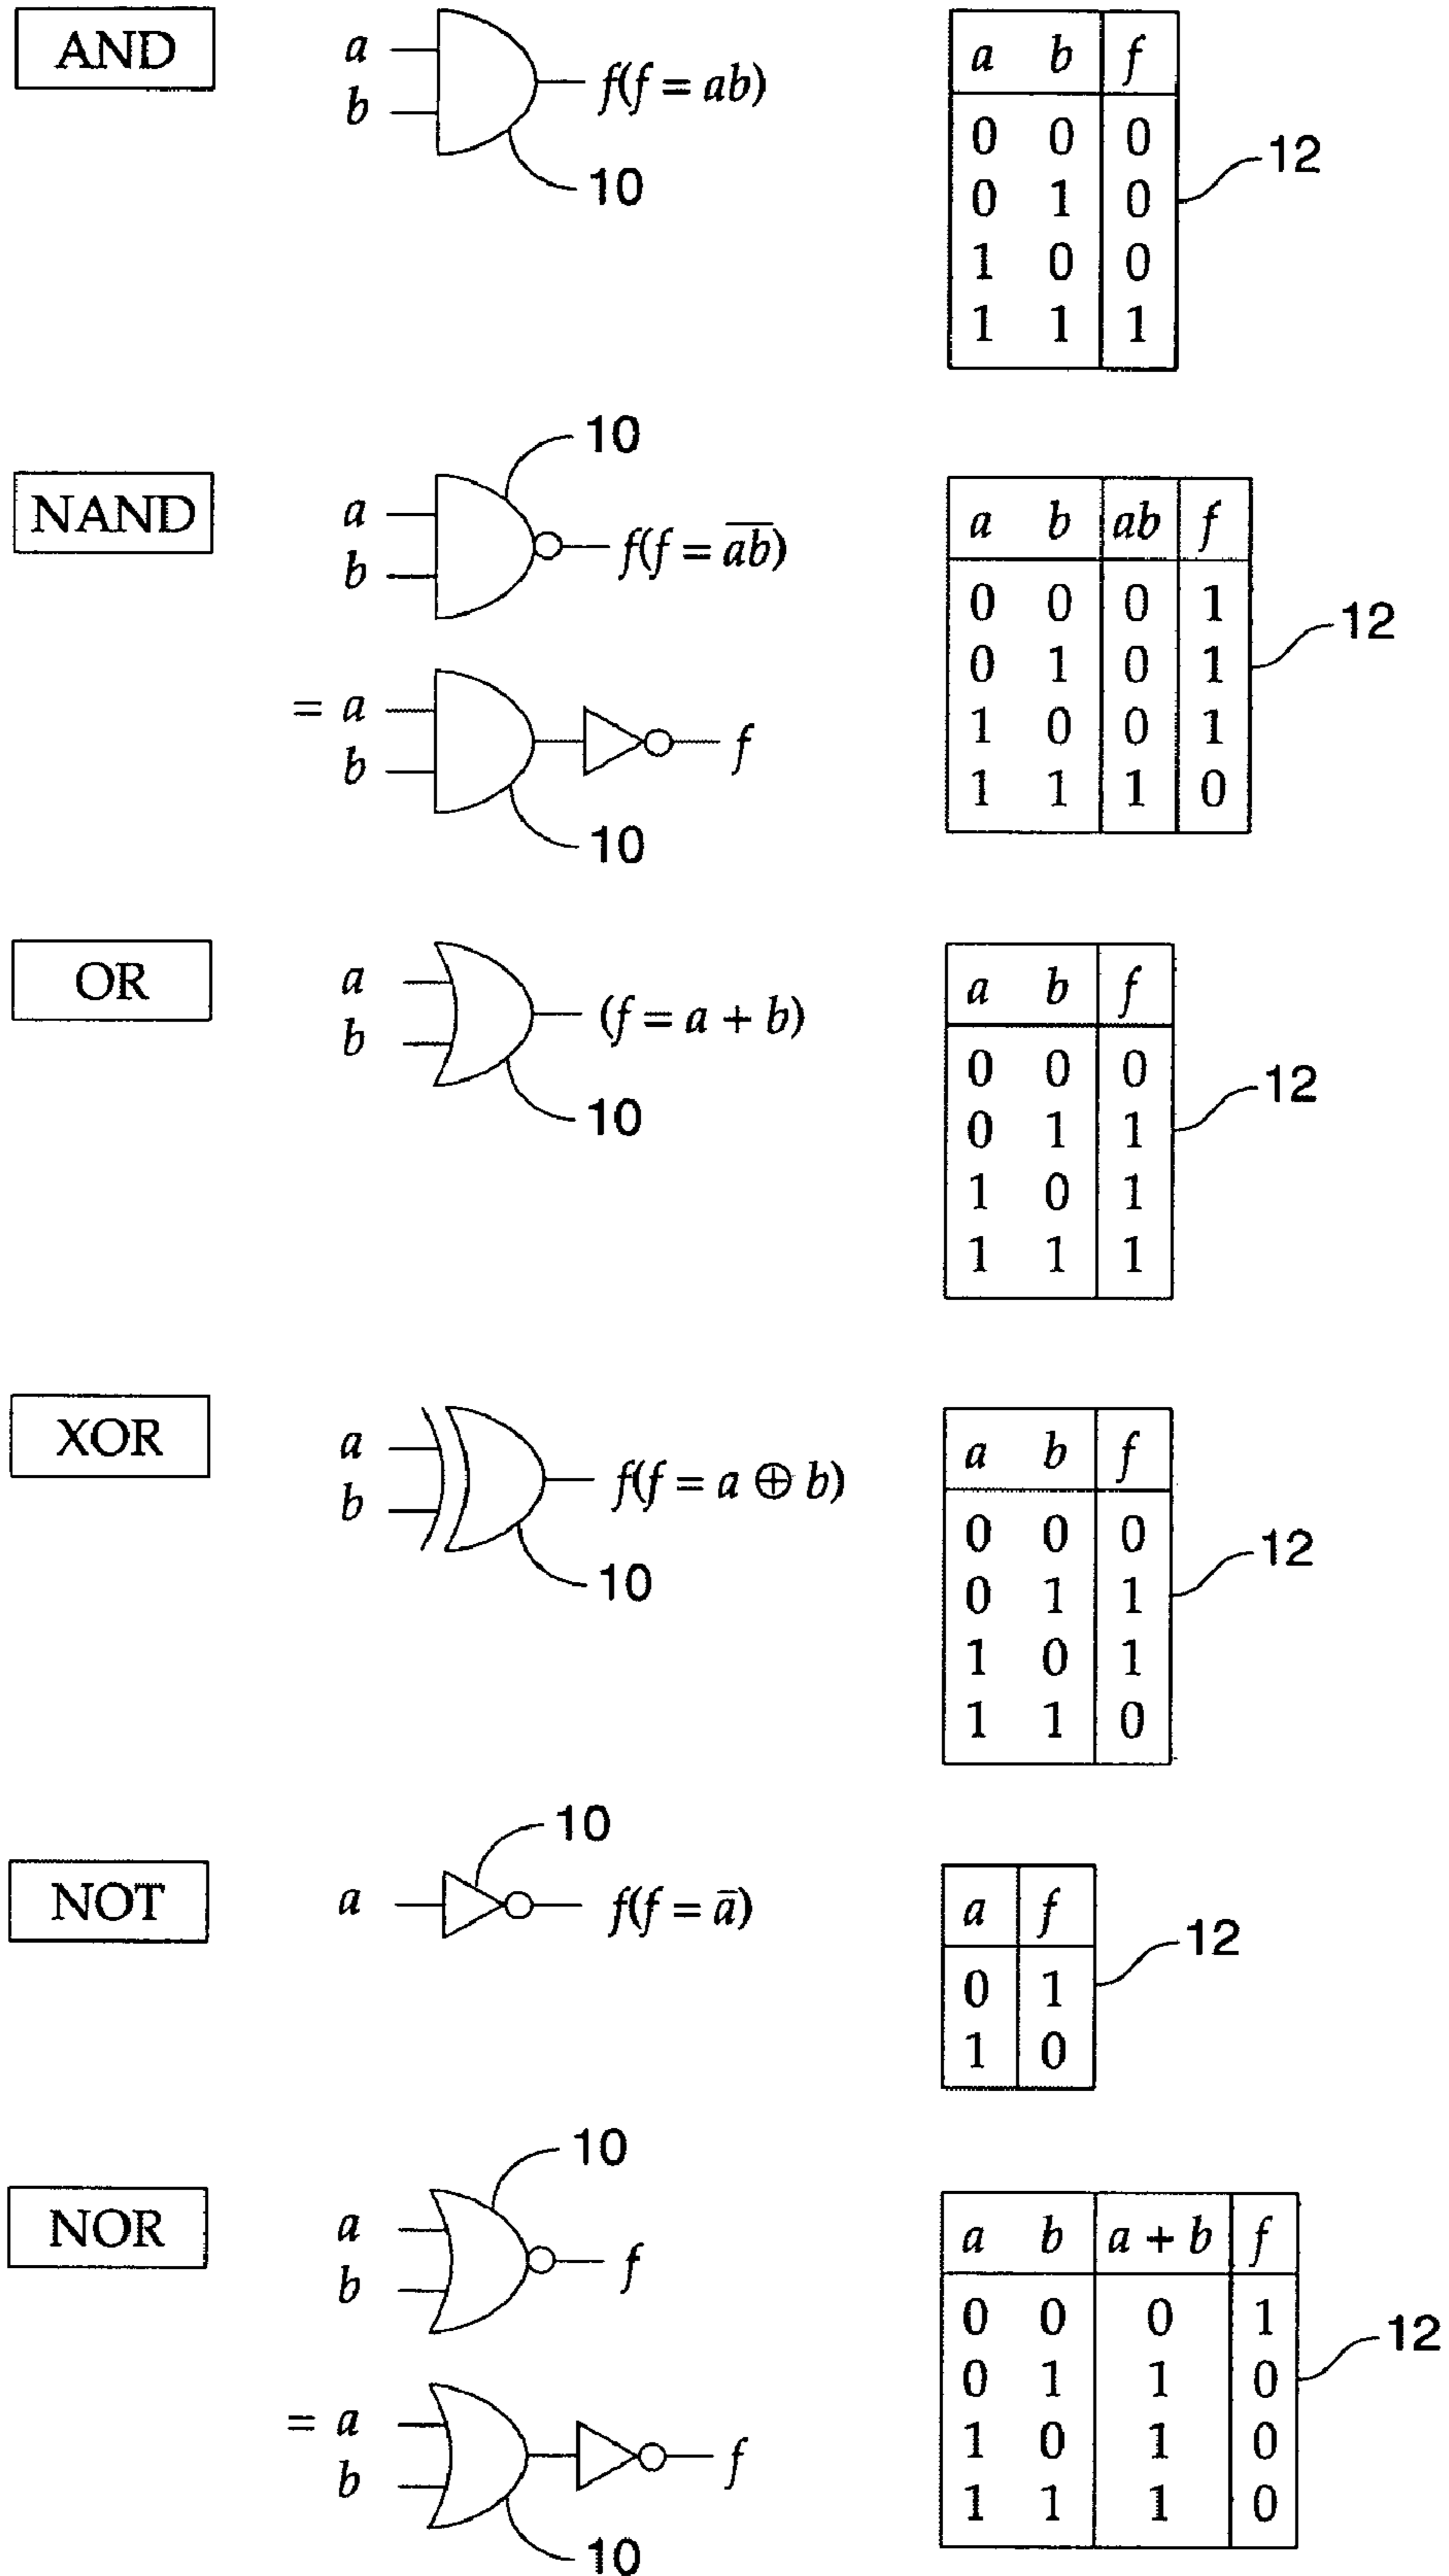 AND
a
b
f(f = ab)
10
a b f
0 0 0
0 1 0
1 0 0
1 1 1
12
NAND
10
a
b
f(f = \overline{ab})
= a
b
f
10
a b ab f
0 0 0 1
0 1 0 1
1 0 0 1
1 1 1 0
12
OR
a
b
(f = a + b)
10
a b f
0 0 0
0 1 1
1 0 1
1 1 1
12
XOR
a
b
f(f = a ⊕ b)
10
a b f
0 0 0
0 1 1
1 0 1
1 1 0
12
NOT
10
a
f(f = ā)
a f
0 1
1 0
12
NOR
10
a
b
f
= a
b
f
10
a b a + b f
0 0 0 1
0 1 1 0
1 0 1 0
1 1 1 0
12